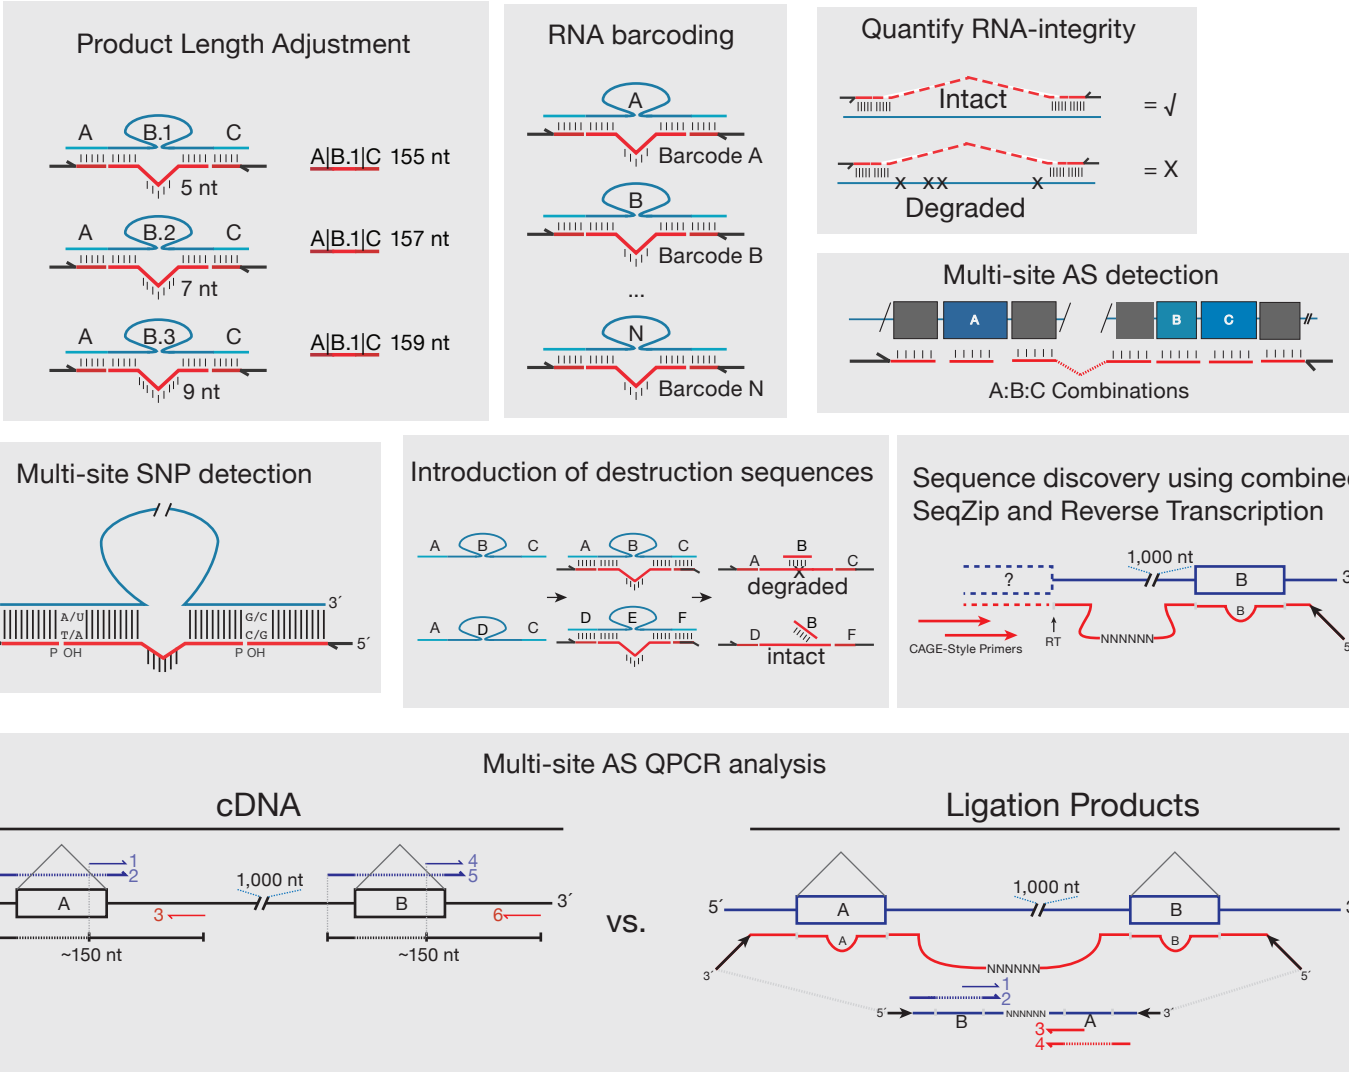 Product Length Adjustment
A B.1 C
A|B.1|C 155 nt
5 nt
A B.2 C
A|B.1|C 157 nt
7 nt
A B.3 C
A|B.1|C 159 nt
9 nt
RNA barcoding
A
Barcode A
B
Barcode B
...
N
Barcode N
Quantify RNA-integrity
Intact
= √
X XX X
= X
Degraded
Multi-site AS detection
A B C
A:B:C Combinations
Multi-site SNP detection
3´
A/U G/C
T/A C/G
5´
P OH P OH
Introduction of destruction sequences
A B C A B C B
A X C
degraded
A D C D E F B
D F
intact
Sequence discovery using combine
SeqZip and Reverse Transcription
1,000 nt
? B 3
B
NNNNNN
CAGE-Style Primers RT
5
Multi-site AS QPCR analysis
cDNA
1 4
2 5
1,000 nt
A B 3´
3 6
~150 nt ~150 nt
vs.
Ligation Products
1,000 nt
5´ A B 3
A B
NNNNNN
3´ 5´
1
2
5´ NNNNNN 3´
B A
3
4